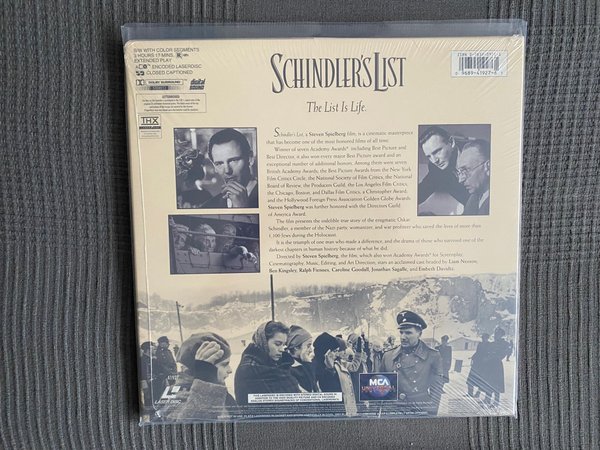 B/W WITH COLOR SEGMENTS
3 HOURS 17 MINS.
EXTENDED PLAY
ENCODED LASERDISC
CLOSED CAPTIONED
DOLBY SURROUND
digital
SOUND
LETTERBOXED
THX
SCHINDLER'S LIST
The List Is Life.
Schindler's List, a Steven Spielberg film, is a cinematic masterpiece
that has become one of the most honored films of all time.
Winner of seven Academy Awards®, including Best Picture and
Best Director, it also won every major Best Picture award and an
exceptional number of additional honors. Among them were seven
British Academy Awards; the Best Picture Awards from the New York
Film Critics Circle, the National Society of Film Critics, the National
Board of Review, the Producers Guild, the Los Angeles Film Critics,
the Chicago, Boston, and Dallas Film Critics; a Christopher Award;
and the Hollywood Foreign Press Association Golden Globe Awards.
Steven Spielberg was further honored with the Directors Guild
of America Award.
The film presents the indelible true story of the enigmatic Oskar
Schindler, a member of the Nazi party, womanizer, and war profiteer who saved the lives of more than
1,100 Jews during the Holocaust.
It is the triumph of one man who made a difference, and the drama of those who survived one of the
darkest chapters in human history because of what he did.
Directed by Steven Spielberg, the film, which also won Academy Awards® for Screenplay,
Cinematography, Music, Editing, and Art Direction, stars an acclaimed cast headed by Liam Neeson,
Ben Kingsley, Ralph Fiennes, Caroline Goodall, Jonathan Sagalle, and Embeth Davidtz.
LASER DISC
MCA
UNIVERSAL